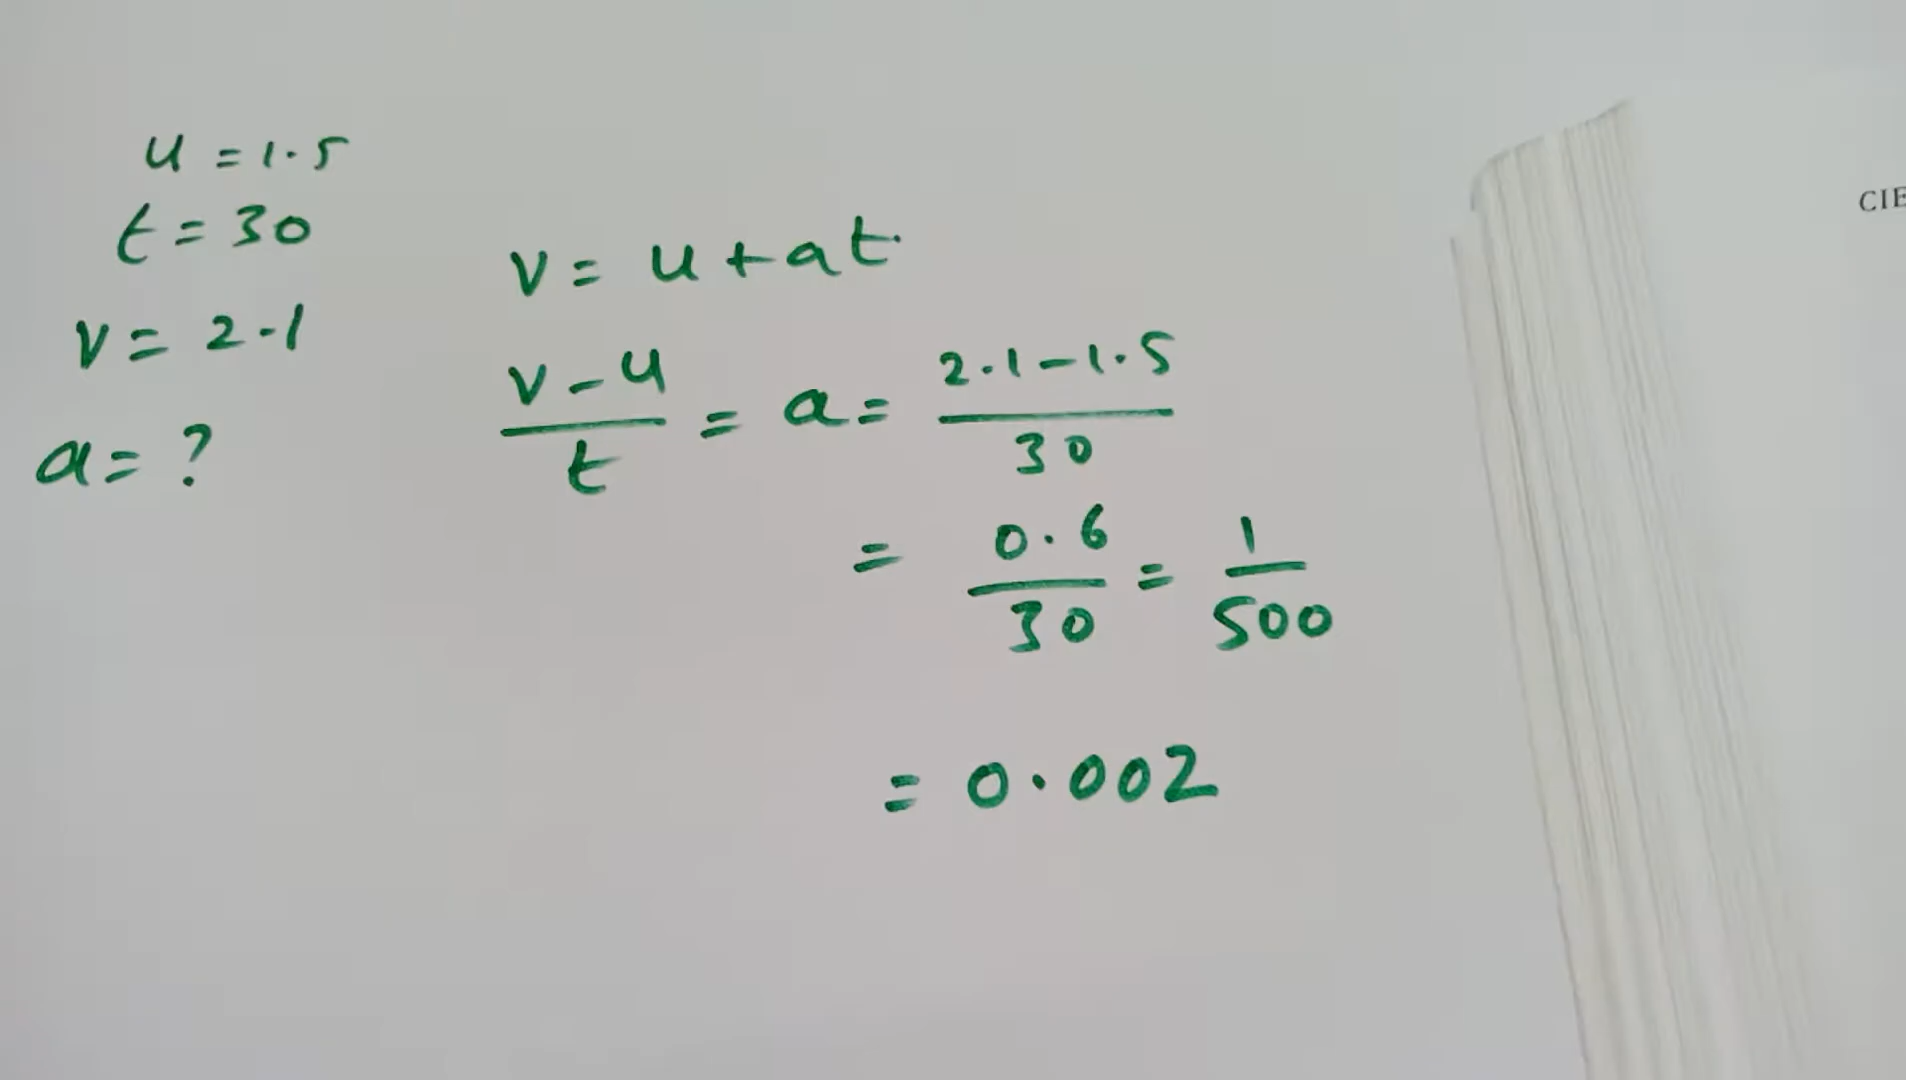 u = 1.5
t = 30
v = 2.1
a = ?
v = u + at
(v - u)/t = a = (2.1 - 1.5)/30
= 0.6/30 = 1/500
= 0.002
CIE